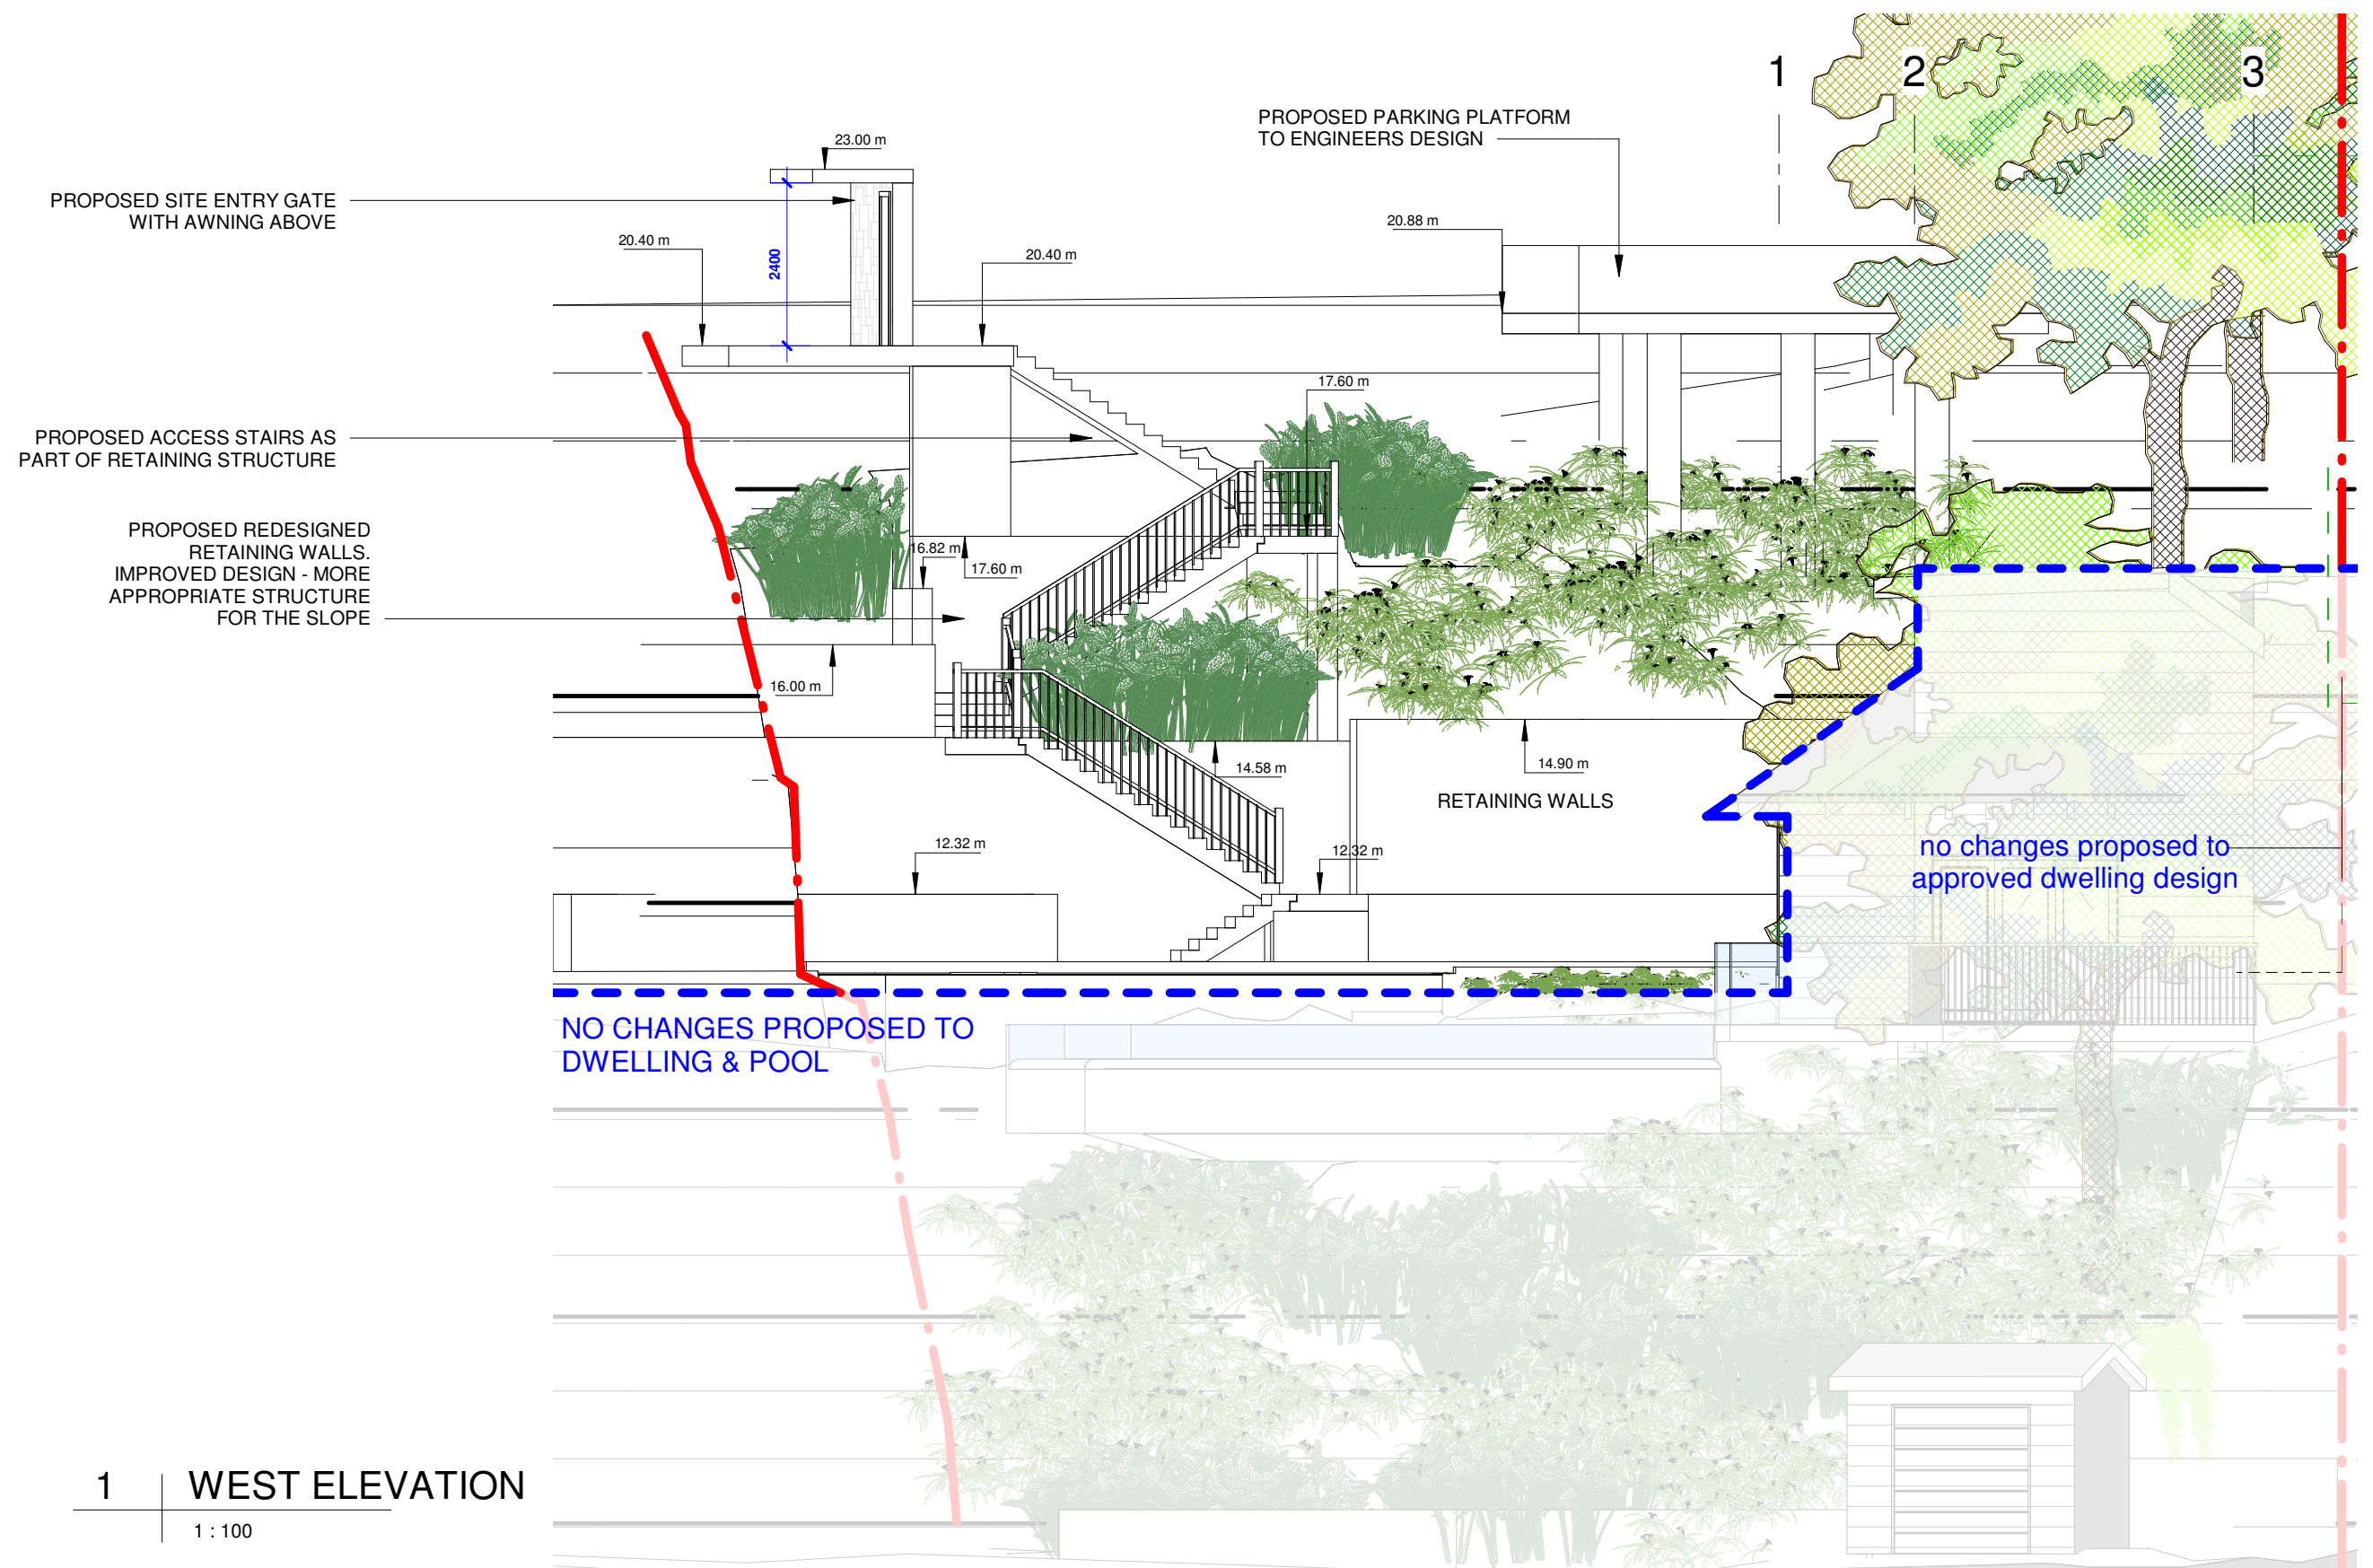 1
2
3
PROPOSED PARKING PLATFORM
TO ENGINEERS DESIGN
23.00 m
PROPOSED SITE ENTRY GATE
WITH AWNING ABOVE
20.88 m
20.40 m
20.40 m
2400
17.60 m
PROPOSED ACCESS STAIRS AS
PART OF RETAINING STRUCTURE
PROPOSED REDESIGNED
RETAINING WALLS.
IMPROVED DESIGN - MORE
APPROPRIATE STRUCTURE
FOR THE SLOPE
16.82 m
17.60 m
16.00 m
14.58 m
14.90 m
RETAINING WALLS
12.32 m
12.32 m
no changes proposed to
approved dwelling design
NO CHANGES PROPOSED TO
DWELLING & POOL
1
WEST ELEVATION
1 : 100